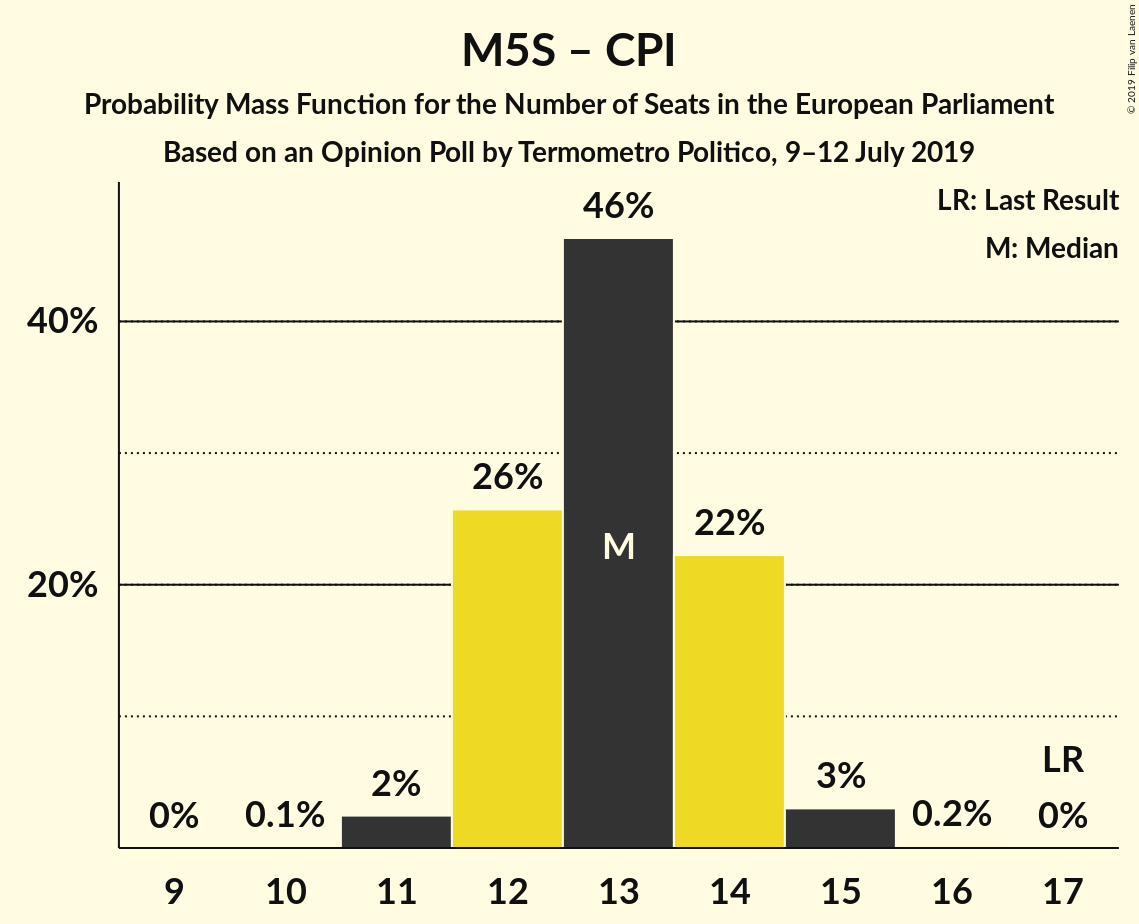 M5S – CPI
Probability Mass Function for the Number of Seats in the European Parliament
Based on an Opinion Poll by Termometro Politico, 9–12 July 2019
© 2019 Filip van Laenen
LR: Last Result
M: Median
46%
40%
26%
22%
M
20%
LR
2%
3%
0%
0.1%
0.2%
0%
9 10 11 12 13 14 15 16 17